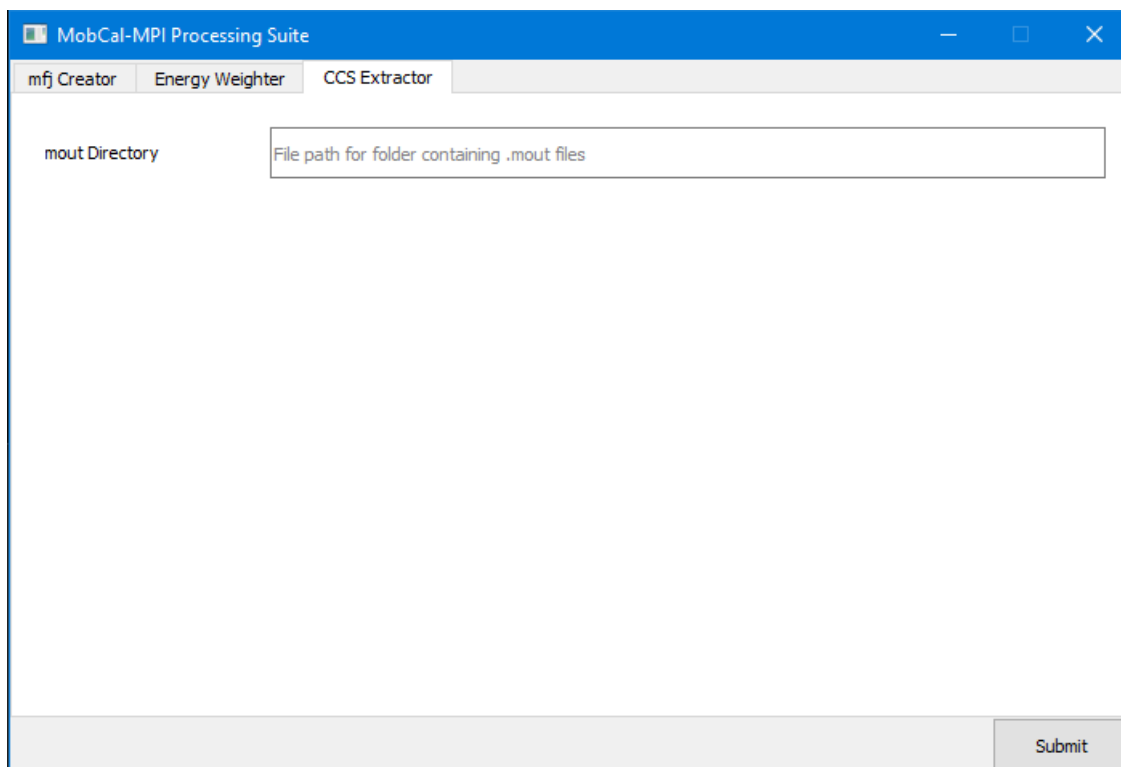 MobCal-MPI Processing Suite
mfj Creator Energy Weighter CCS Extractor
mout Directory File path for folder containing .mout files
Submit